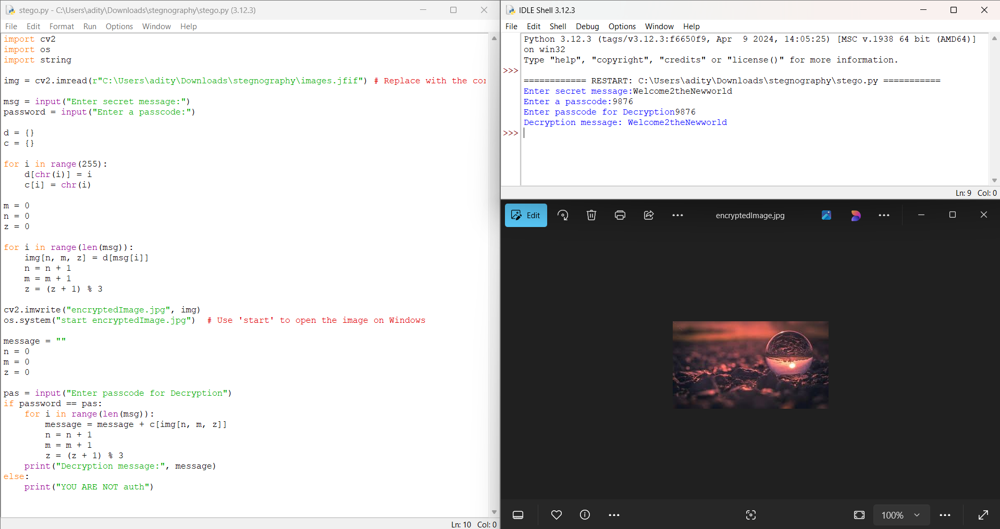 stego.py - C:\Users\adity\Downloads\stegnography\stego.py (3.12.3)
File Edit Format Run Options Window Help
import cv2
import os
import string
img = cv2.imread(r"C:\Users\adity\Downloads\stegnography\images.jfif") # Replace with the cor
msg = input("Enter secret message:")
password = input("Enter a passcode:")
d = {}
c = {}
for i in range(255):
    d[chr(i)] = i
    c[i] = chr(i)
m = 0
n = 0
z = 0
for i in range(len(msg)):
    img[n, m, z] = d[msg[i]]
    n = n + 1
    m = m + 1
    z = (z + 1) % 3
cv2.imwrite("encryptedImage.jpg", img)
os.system("start encryptedImage.jpg")  # Use 'start' to open the image on Windows
message = ""
n = 0
m = 0
z = 0
pas = input("Enter passcode for Decryption")
if password == pas:
    for i in range(len(msg)):
        message = message + c[img[n, m, z]]
        n = n + 1
        m = m + 1
        z = (z + 1) % 3
    print("Decryption message:", message)
else:
    print("YOU ARE NOT auth")
Ln: 10 Col: 0
IDLE Shell 3.12.3
File Edit Shell Debug Options Window Help
Python 3.12.3 (tags/v3.12.3:f6650f9, Apr  9 2024, 14:05:25) [MSC v.1938 64 bit (AMD64)]
on win32
Type "help", "copyright", "credits" or "license()" for more information.
>>>
============ RESTART: C:\Users\adity\Downloads\stegnography\stego.py ===========
Enter secret message:Welcome2theNewworld
Enter a passcode:9876
Enter passcode for Decryption9876
Decryption message: Welcome2theNewworld
>>>
Ln: 9 Col: 0
Edit encryptedImage.jpg
100%